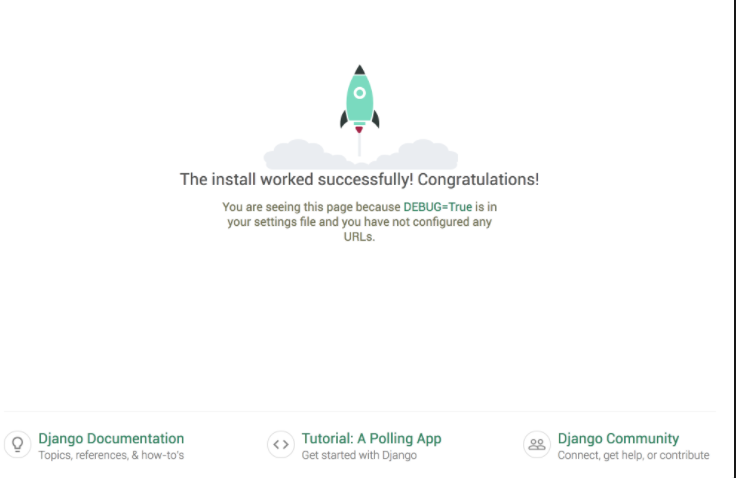 The install worked successfully! Congratulations!
You are seeing this page because DEBUG=True is in
your settings file and you have not configured any
URLs.
Django Documentation
Topics, references, & how-to's
Tutorial: A Polling App
Get started with Django
Django Community
Connect, get help, or contribute